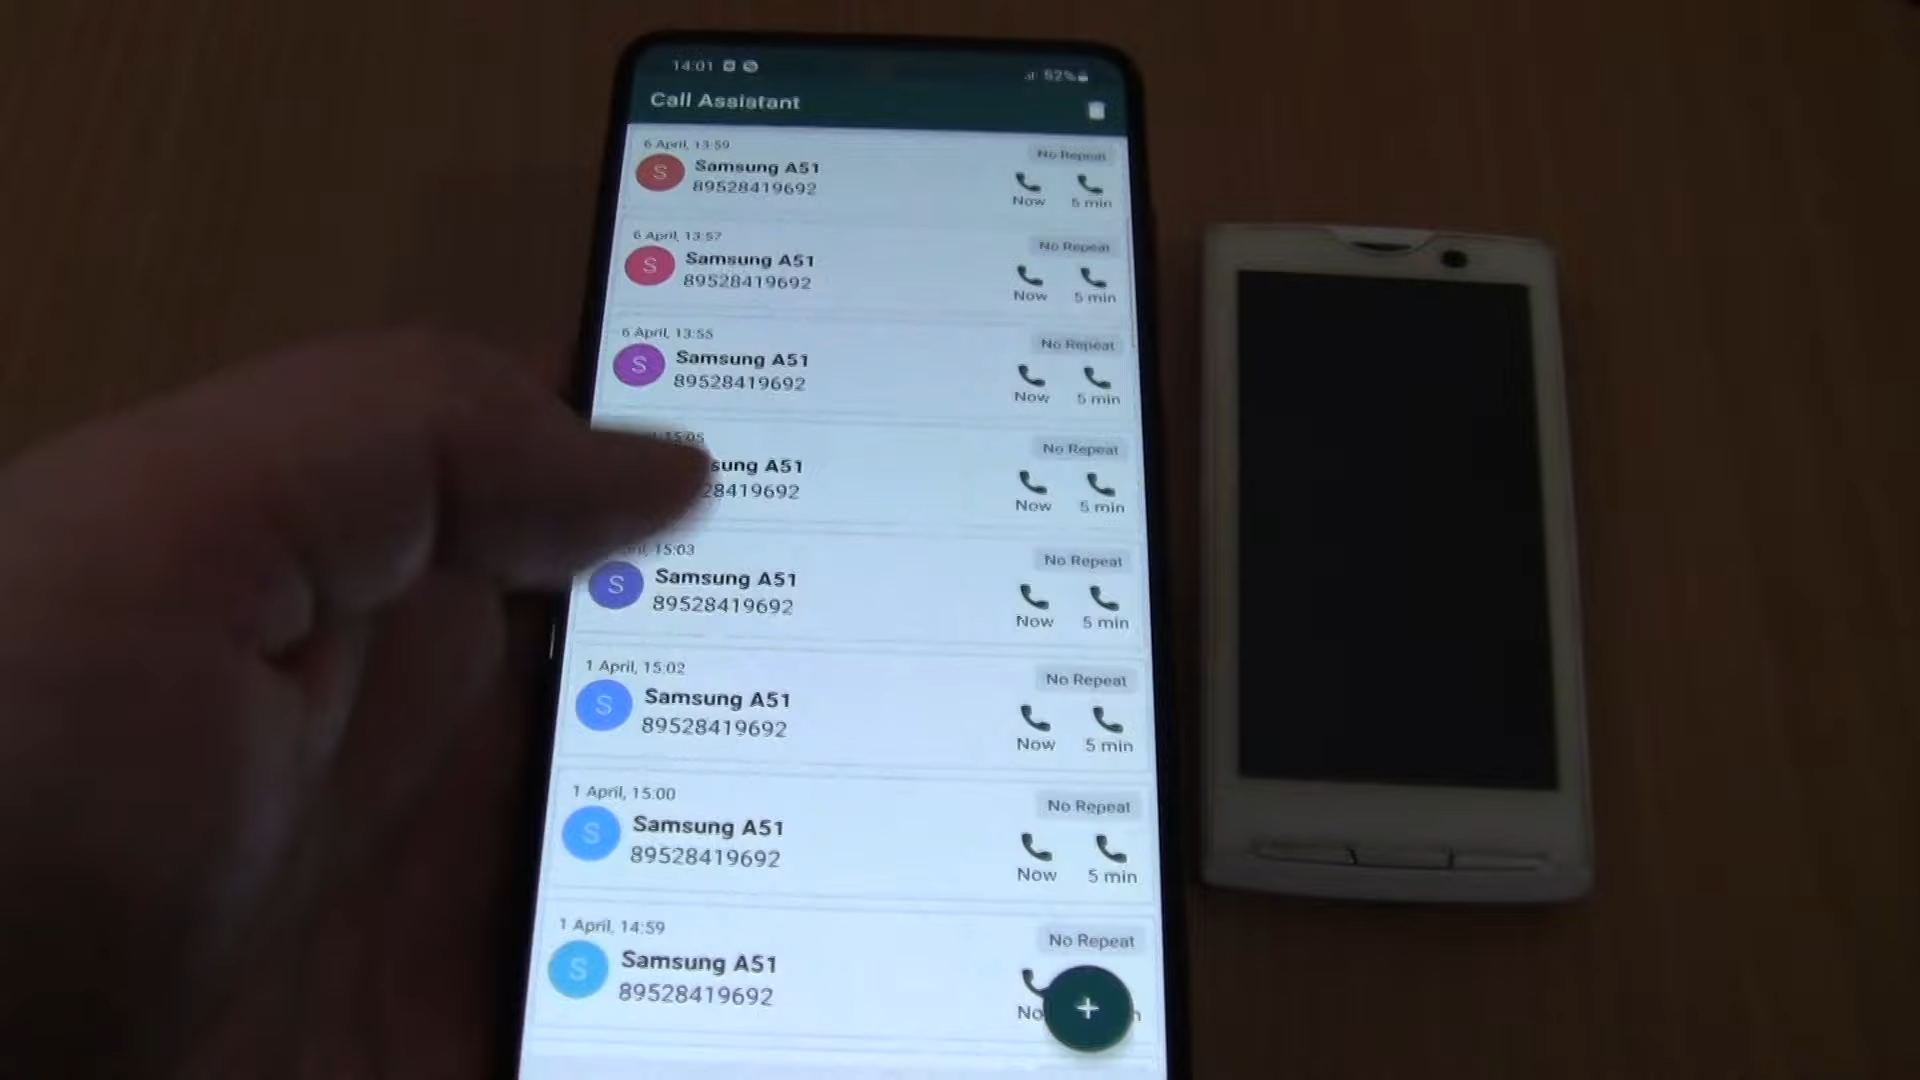 14:01
52%
Call Assistant
6 April, 13:59
No Repeat
S
Samsung A51
89528419692
Now
5 min
6 April, 13:57
No Repeat
S
Samsung A51
89528419692
Now
5 min
6 April, 13:55
No Repeat
S
Samsung A51
89528419692
Now
5 min
15:05
No Repeat
sung A51
28419692
Now
5 min
15:03
No Repeat
S
Samsung A51
89528419692
Now
5 min
1 April, 15:02
No Repeat
S
Samsung A51
89528419692
Now
5 min
1 April, 15:00
No Repeat
S
Samsung A51
89528419692
Now
5 min
1 April, 14:59
No Repeat
S
Samsung A51
89528419692
No
+